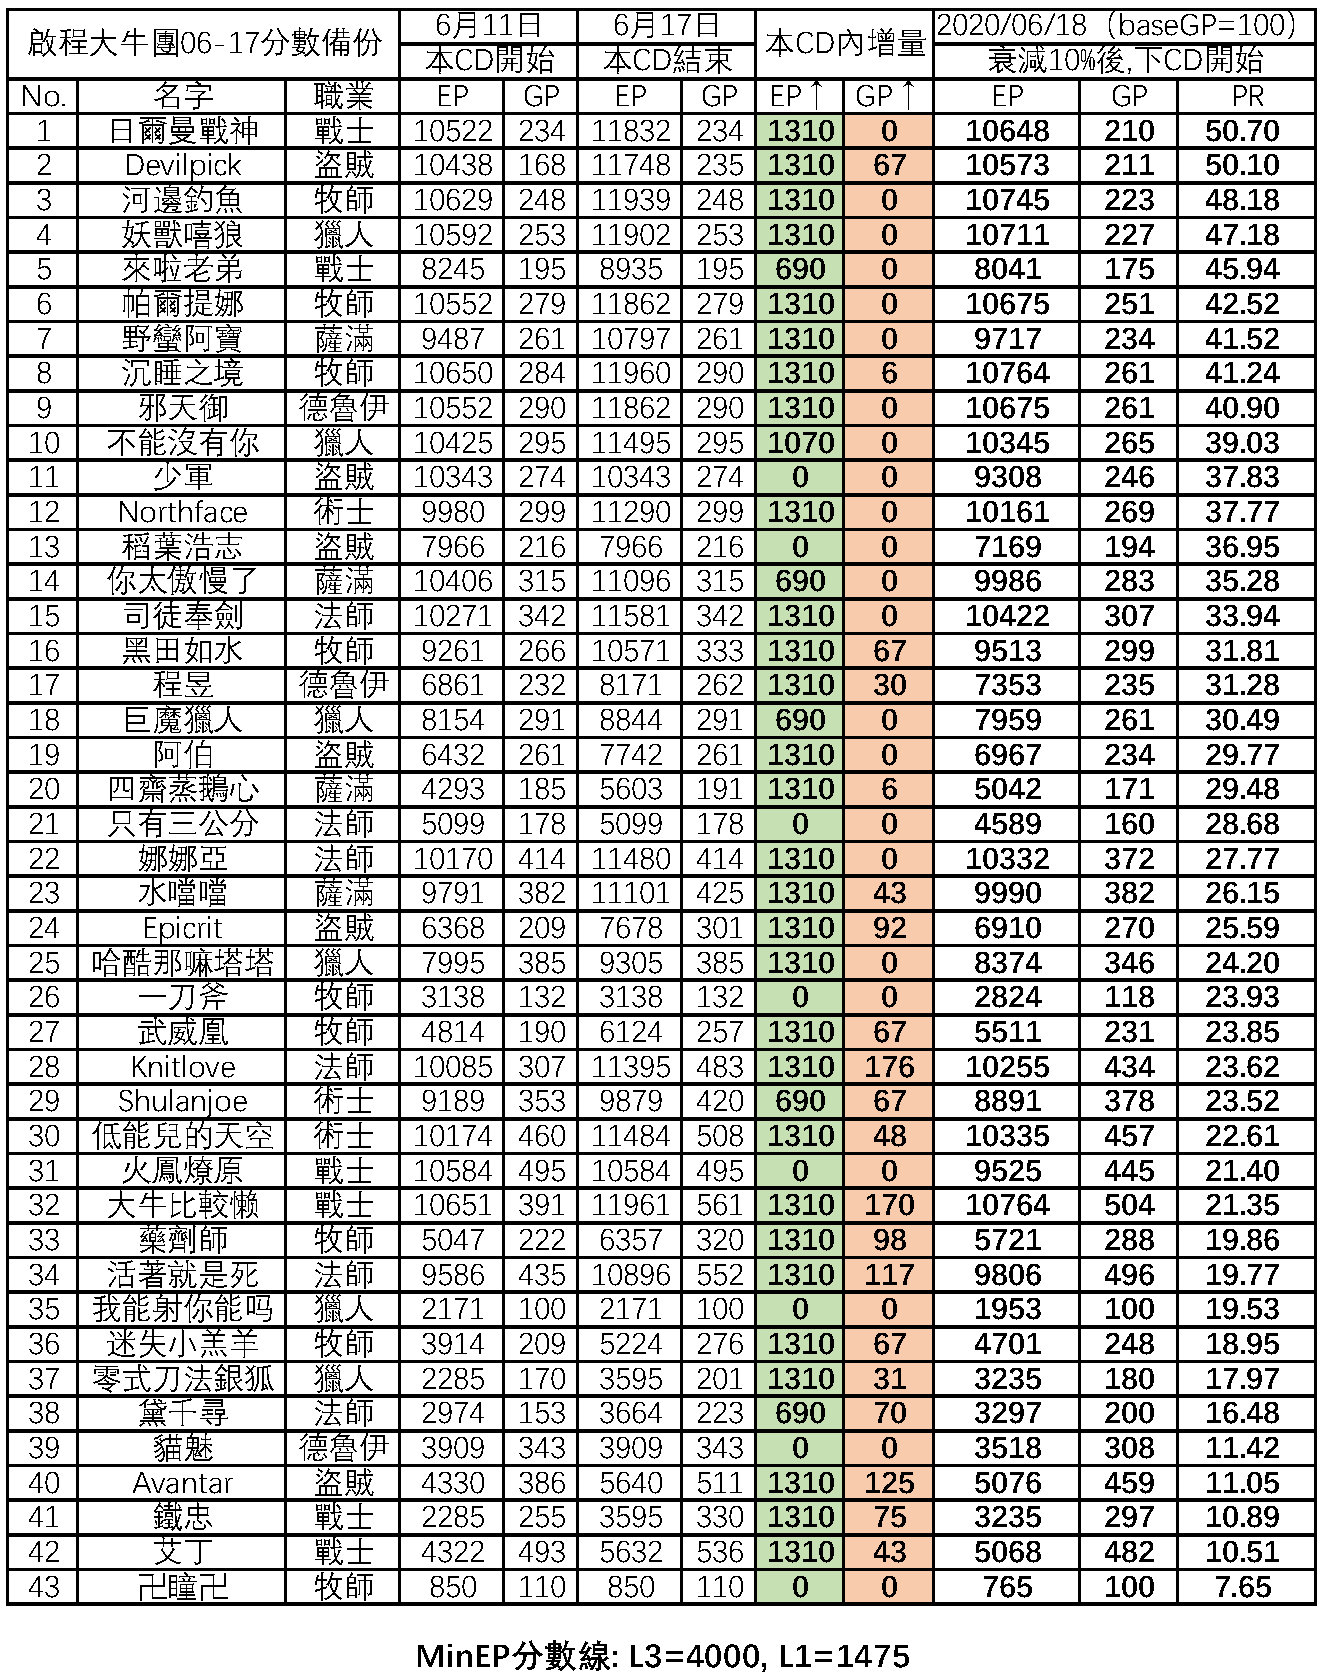 啟程大牛團06-17分數備份 6月11日 6月17日 本CD內增量 2020/06/18（baseGP=100）
本CD開始 本CD結束 衰減10%後,下CD開始
No. 名字 職業 EP GP EP GP EP↑ GP↑ EP GP PR
1 日爾曼戰神 戰士 10522 234 11832 234 1310 0 10648 210 50.70
2 Devilpick 盜賊 10438 168 11748 235 1310 67 10573 211 50.10
3 河邊釣魚 牧師 10629 248 11939 248 1310 0 10745 223 48.18
4 妖獸嘻狼 獵人 10592 253 11902 253 1310 0 10711 227 47.18
5 來啦老弟 戰士 8245 195 8935 195 690 0 8041 175 45.94
6 帕爾提娜 牧師 10552 279 11862 279 1310 0 10675 251 42.52
7 野蠻阿寶 薩滿 9487 261 10797 261 1310 0 9717 234 41.52
8 沉睡之境 牧師 10650 284 11960 290 1310 6 10764 261 41.24
9 邪天御 德魯伊 10552 290 11862 290 1310 0 10675 261 40.90
10 不能沒有你 獵人 10425 295 11495 295 1070 0 10345 265 39.03
11 少軍 盜賊 10343 274 10343 274 0 0 9308 246 37.83
12 Northface 術士 9980 299 11290 299 1310 0 10161 269 37.77
13 稻葉浩志 盜賊 7966 216 7966 216 0 0 7169 194 36.95
14 你太傲慢了 薩滿 10406 315 11096 315 690 0 9986 283 35.28
15 司徒奉劍 法師 10271 342 11581 342 1310 0 10422 307 33.94
16 黑田如水 牧師 9261 266 10571 333 1310 67 9513 299 31.81
17 程昱 德魯伊 6861 232 8171 262 1310 30 7353 235 31.28
18 巨魔獵人 獵人 8154 291 8844 291 690 0 7959 261 30.49
19 阿伯 盜賊 6432 261 7742 261 1310 0 6967 234 29.77
20 四齋蒸鵝心 薩滿 4293 185 5603 191 1310 6 5042 171 29.48
21 只有三公分 法師 5099 178 5099 178 0 0 4589 160 28.68
22 娜娜亞 法師 10170 414 11480 414 1310 0 10332 372 27.77
23 水噹噹 薩滿 9791 382 11101 425 1310 43 9990 382 26.15
24 Epicrit 盜賊 6368 209 7678 301 1310 92 6910 270 25.59
25 哈酷那嘛塔塔 獵人 7995 385 9305 385 1310 0 8374 346 24.20
26 一刀斧 牧師 3138 132 3138 132 0 0 2824 118 23.93
27 武威凰 牧師 4814 190 6124 257 1310 67 5511 231 23.85
28 Knitlove 法師 10085 307 11395 483 1310 176 10255 434 23.62
29 Shulanjoe 術士 9189 353 9879 420 690 67 8891 378 23.52
30 低能兒的天空 術士 10174 460 11484 508 1310 48 10335 457 22.61
31 火鳳燎原 戰士 10584 495 10584 495 0 0 9525 445 21.40
32 大牛比較懶 戰士 10651 391 11961 561 1310 170 10764 504 21.35
33 藥劑師 牧師 5047 222 6357 320 1310 98 5721 288 19.86
34 活著就是死 法師 9586 435 10896 552 1310 117 9806 496 19.77
35 我能射你能吗 獵人 2171 100 2171 100 0 0 1953 100 19.53
36 迷失小羔羊 牧師 3914 209 5224 276 1310 67 4701 248 18.95
37 零式刀法銀狐 獵人 2285 170 3595 201 1310 31 3235 180 17.97
38 黛千尋 法師 2974 153 3664 223 690 70 3297 200 16.48
39 貓魅 德魯伊 3909 343 3909 343 0 0 3518 308 11.42
40 Avantar 盜賊 4330 386 5640 511 1310 125 5076 459 11.05
41 鐵忠 戰士 2285 255 3595 330 1310 75 3235 297 10.89
42 艾丁 戰士 4322 493 5632 536 1310 43 5068 482 10.51
43 卍瞳卍 牧師 850 110 850 110 0 0 765 100 7.65
MinEP分數線: L3=4000, L1=1475